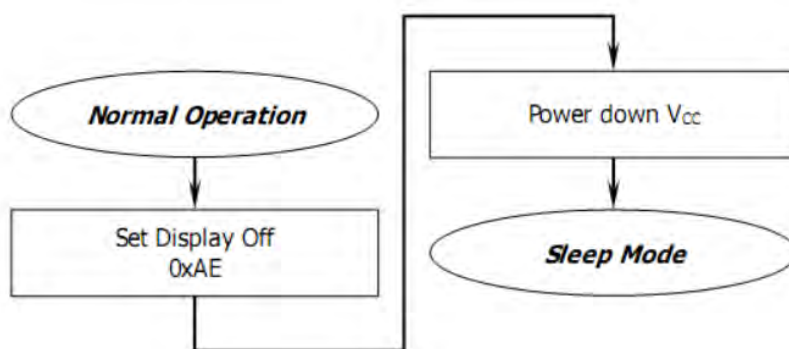 Normal Operation
Set Display Off
0xAE
Power down VCC
Sleep Mode